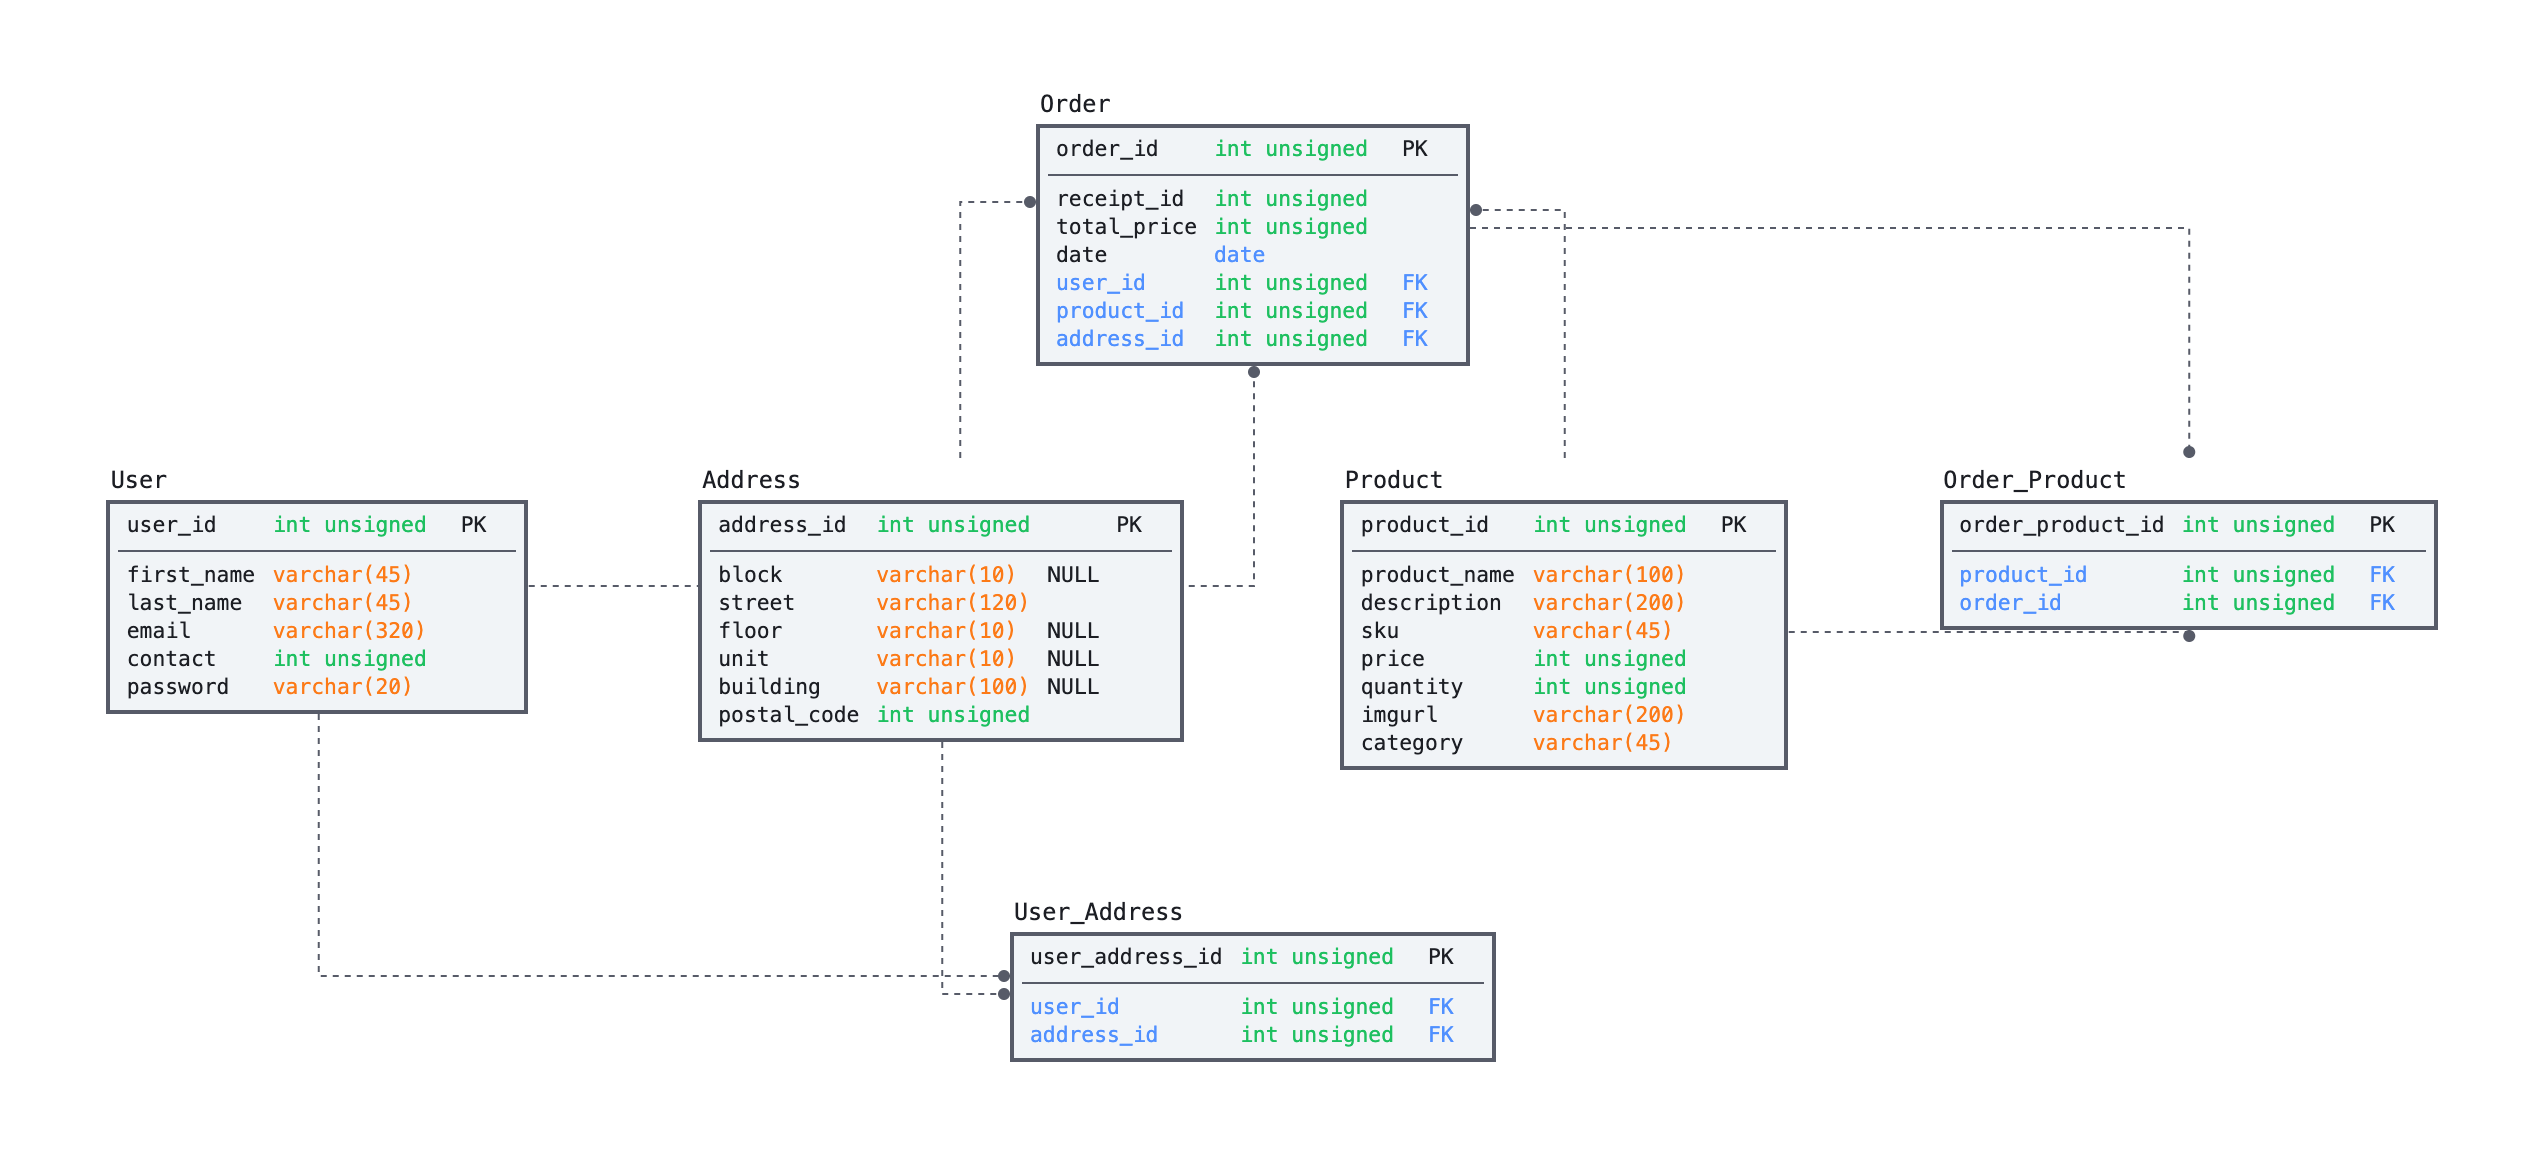 Order
order_id int unsigned PK
receipt_id int unsigned
total_price int unsigned
date date
user_id int unsigned FK
product_id int unsigned FK
address_id int unsigned FK
User
user_id int unsigned PK
first_name varchar(45)
last_name varchar(45)
email varchar(320)
contact int unsigned
password varchar(20)
Address
address_id int unsigned PK
block varchar(10) NULL
street varchar(120)
floor varchar(10) NULL
unit varchar(10) NULL
building varchar(100) NULL
postal_code int unsigned
Product
product_id int unsigned PK
product_name varchar(100)
description varchar(200)
sku varchar(45)
price int unsigned
quantity int unsigned
imgurl varchar(200)
category varchar(45)
Order_Product
order_product_id int unsigned PK
product_id int unsigned FK
order_id int unsigned FK
User_Address
user_address_id int unsigned PK
user_id int unsigned FK
address_id int unsigned FK